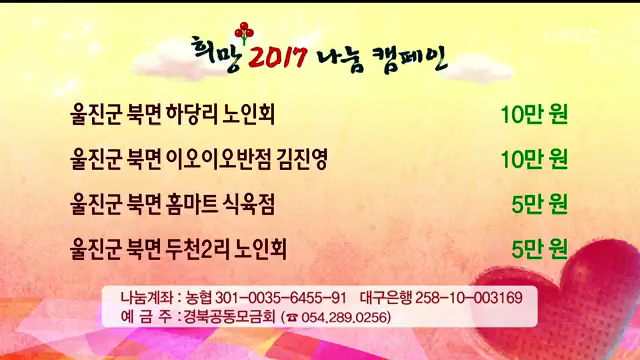 희망 2017 나눔 캠페인
MBC
울진군 북면 하당리 노인회 10만 원
울진군 북면 이오이오반점 김진영 10만 원
울진군 북면 홈마트 식육점 5만 원
울진군 북면 두천2리 노인회 5만 원
나눔계좌 : 농협 301-0035-6455-91 대구은행 258-10-003169
예 금 주 : 경북공동모금회 (☎ 054.289.0256)